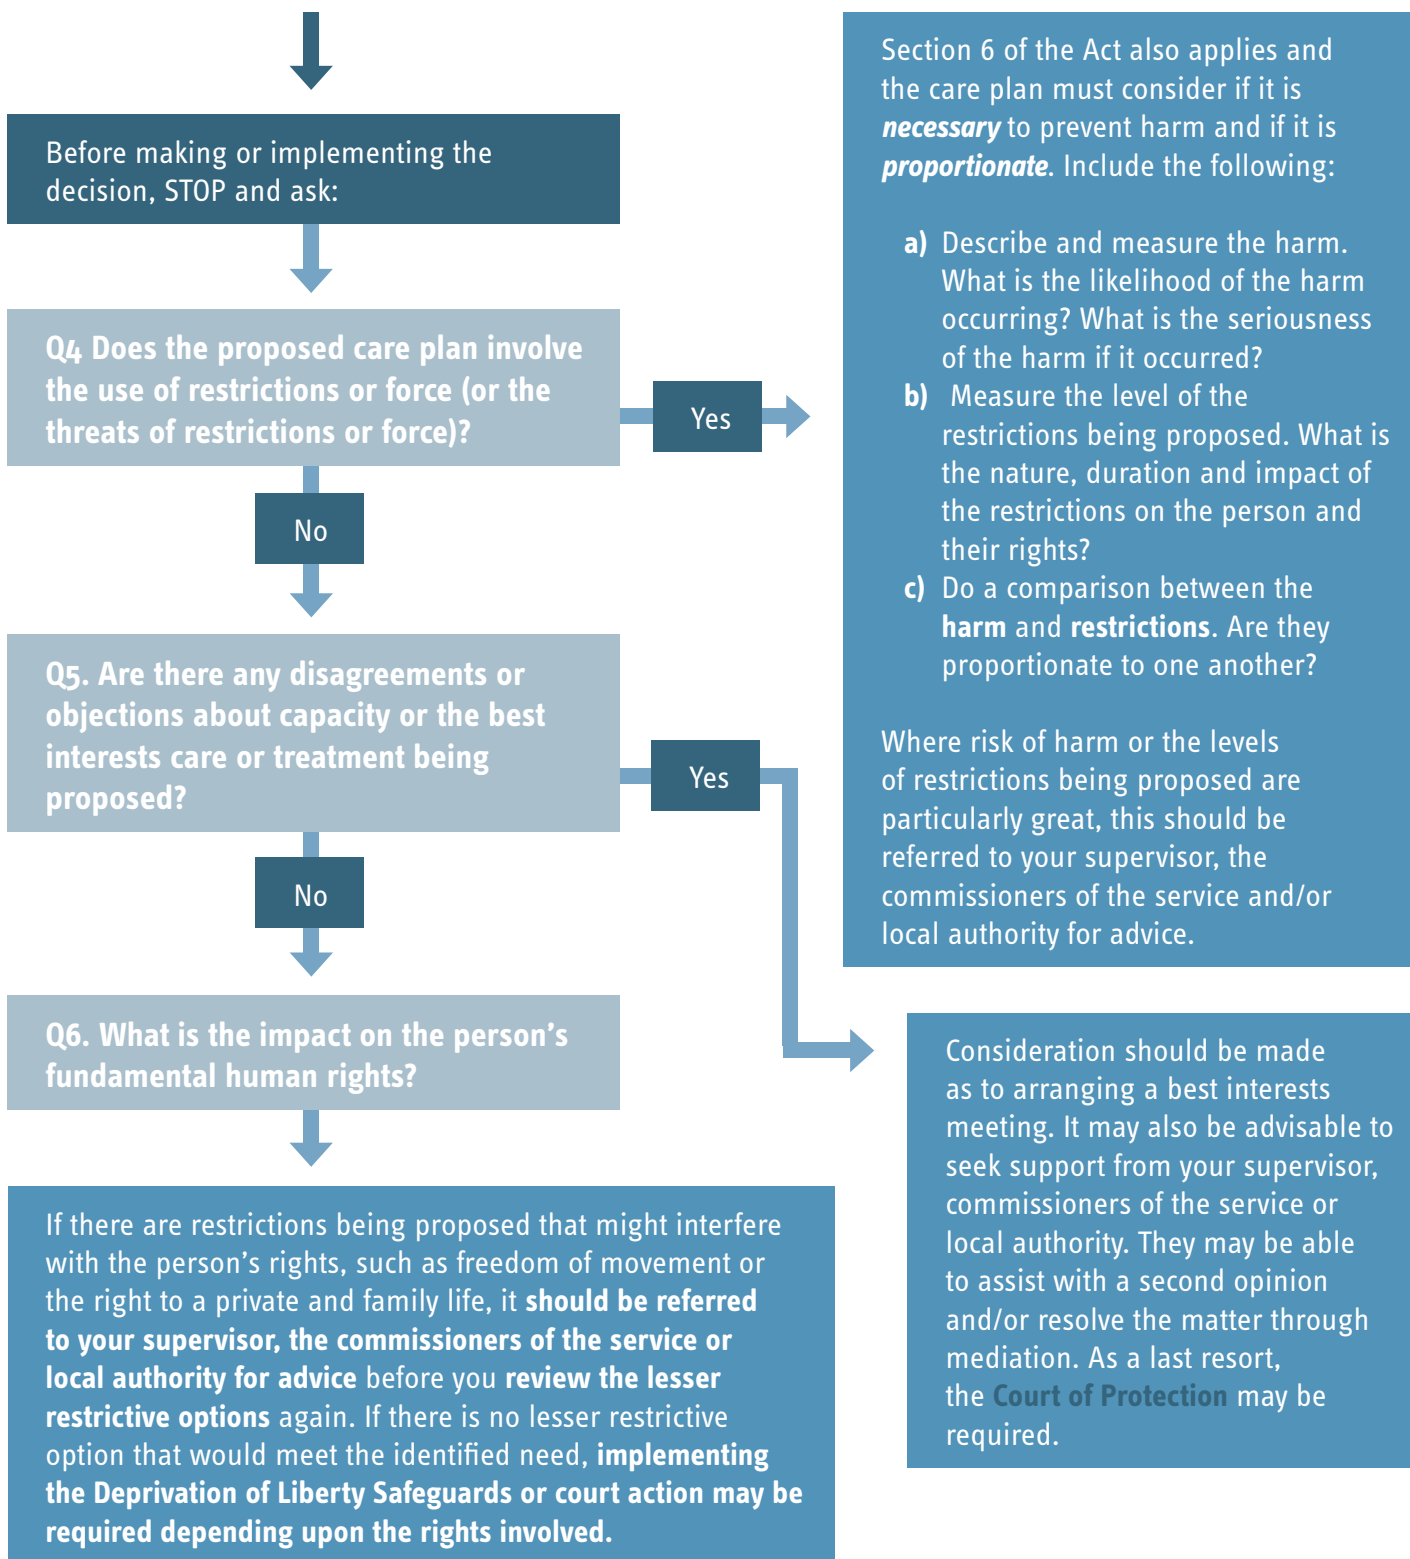 Before making or implementing the
decision, STOP and ask:
Q4 Does the proposed care plan involve
the use of restrictions or force (or the
threats of restrictions or force)?
Yes
No
Section 6 of the Act also applies and
the care plan must consider if it is
necessary to prevent harm and if it is
proportionate. Include the following:
a) Describe and measure the harm.
What is the likelihood of the harm
occurring? What is the seriousness
of the harm if it occurred?
b) Measure the level of the
restrictions being proposed. What is
the nature, duration and impact of
the restrictions on the person and
their rights?
c) Do a comparison between the
harm and restrictions. Are they
proportionate to one another?
Where risk of harm or the levels
of restrictions being proposed are
particularly great, this should be
referred to your supervisor, the
commissioners of the service and/or
local authority for advice.
Q5. Are there any disagreements or
objections about capacity or the best
interests care or treatment being
proposed?
Yes
No
Consideration should be made
as to arranging a best interests
meeting. It may also be advisable to
seek support from your supervisor,
commissioners of the service or
local authority. They may be able
to assist with a second opinion
and/or resolve the matter through
mediation. As a last resort,
the Court of Protection may be
required.
Q6. What is the impact on the person’s
fundamental human rights?
If there are restrictions being proposed that might interfere
with the person’s rights, such as freedom of movement or
the right to a private and family life, it should be referred
to your supervisor, the commissioners of the service or
local authority for advice before you review the lesser
restrictive options again. If there is no lesser restrictive
option that would meet the identified need, implementing
the Deprivation of Liberty Safeguards or court action may be
required depending upon the rights involved.